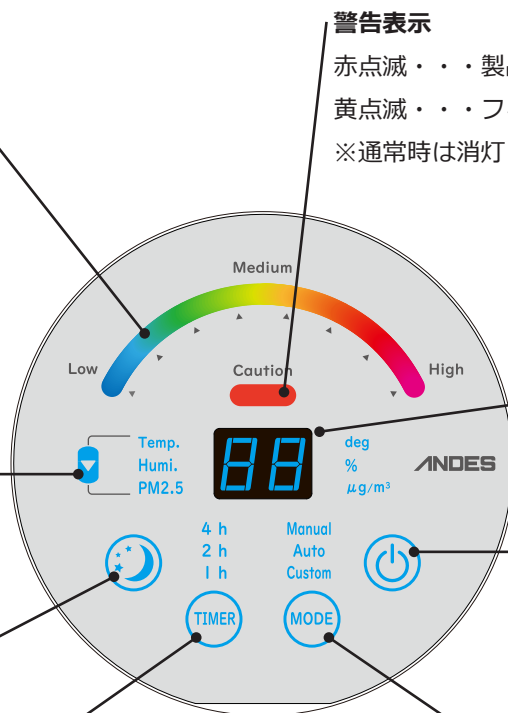 警告表示
赤点滅・・・製
黄点滅・・・フ
※通常時は消灯
Medium
Low
Caution
High
Temp.
Humi.
PM2.5
88
deg
%
μg/m³
ANDES
4 h
2 h
1 h
Manual
Auto
Custom
TIMER
MODE